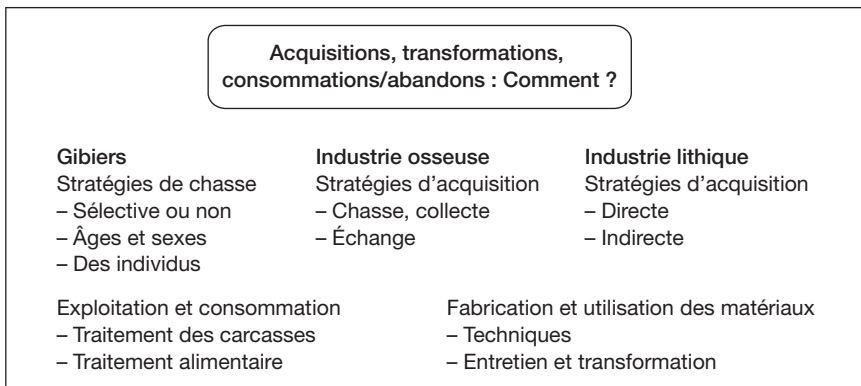 Acquisitions, transformations,
consommations/abandons : Comment ?
Gibiers
Stratégies de chasse
– Sélective ou non
– Âges et sexes
– Des individus
Industrie osseuse
Stratégies d’acquisition
– Chasse, collecte
– Échange
Industrie lithique
Stratégies d’acquisition
– Directe
– Indirecte
Exploitation et consommation
– Traitement des carcasses
– Traitement alimentaire
Fabrication et utilisation des matériaux
– Techniques
– Entretien et transformation